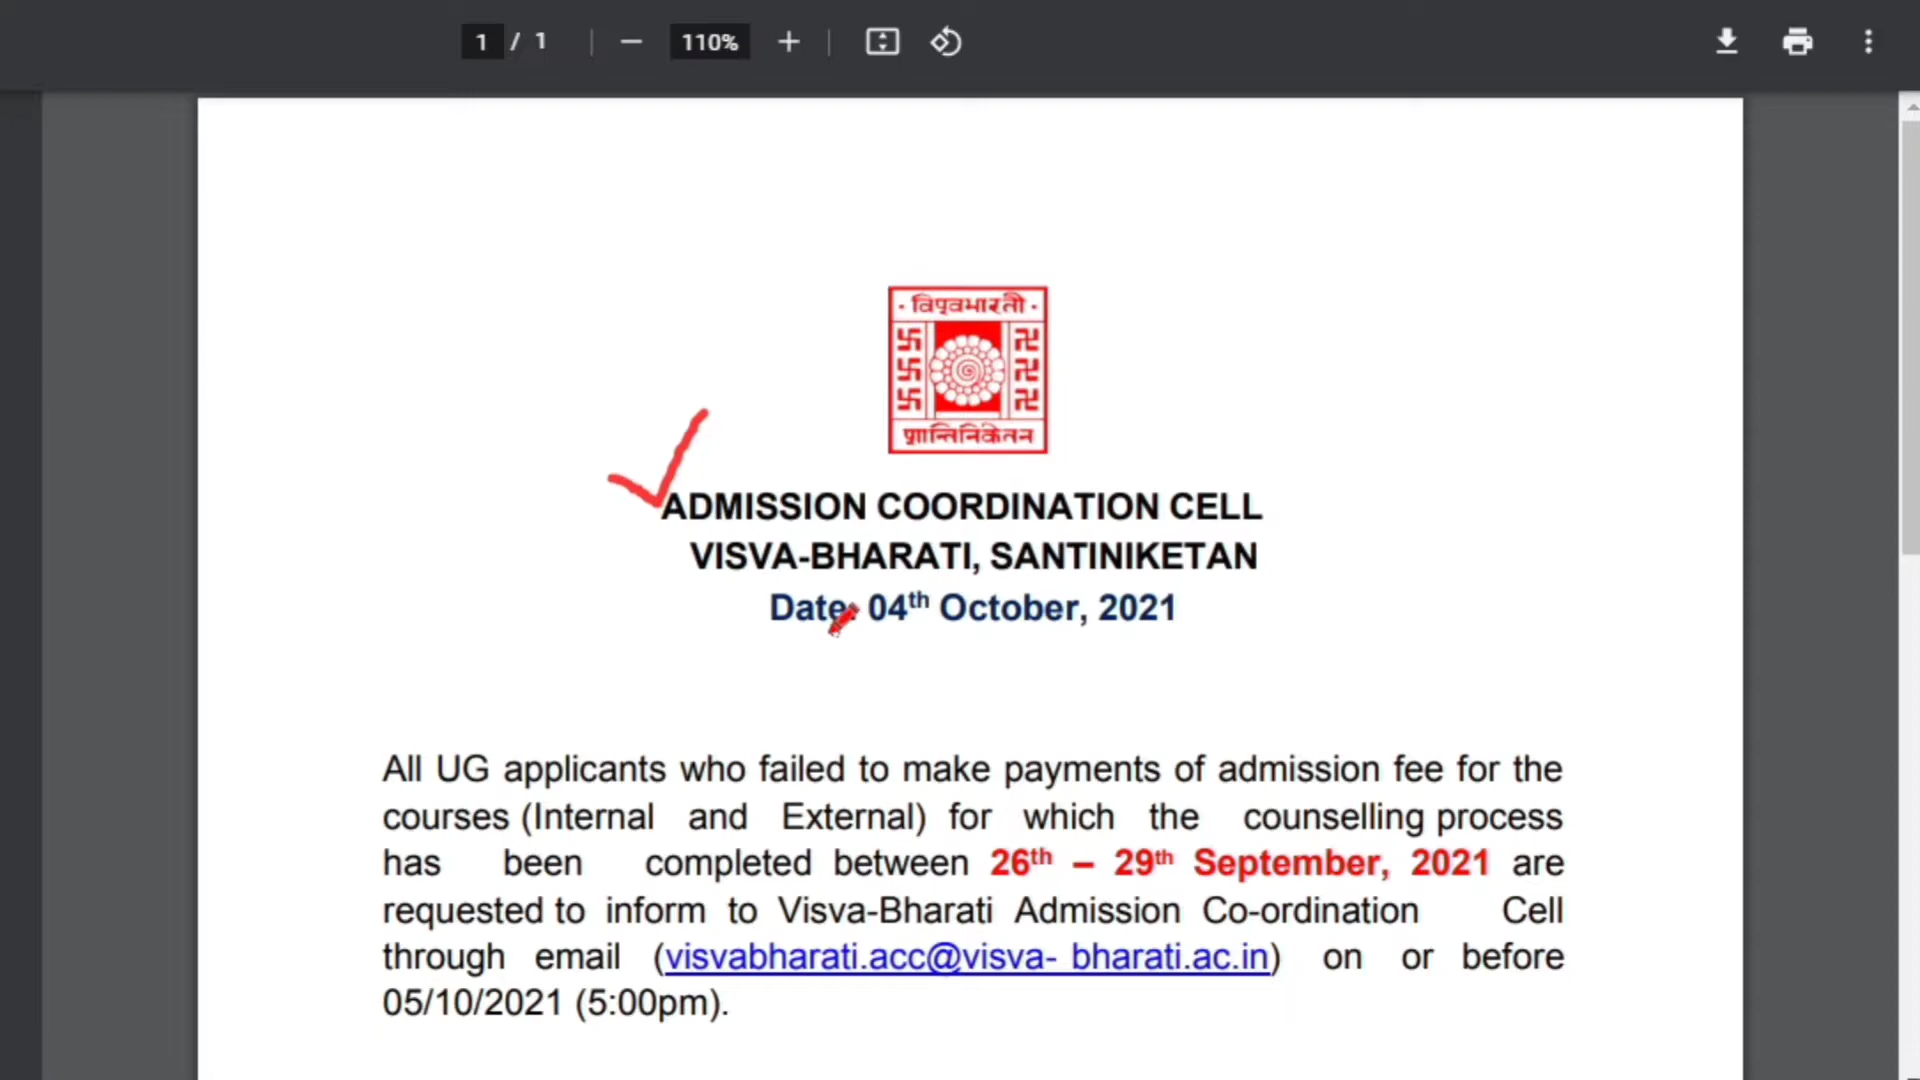 1 / 1
110%
विश्वभारती
शान्तिनिकेतन
ADMISSION COORDINATION CELL
VISVA-BHARATI, SANTINIKETAN
Date: 04th October, 2021
All UG applicants who failed to make payments of admission fee for the
courses (Internal and External) for which the counselling process
has been completed between 26th – 29th September, 2021 are
requested to inform to Visva-Bharati Admission Co-ordination Cell
through email (visvabharati.acc@visva- bharati.ac.in) on or before
05/10/2021 (5:00pm).